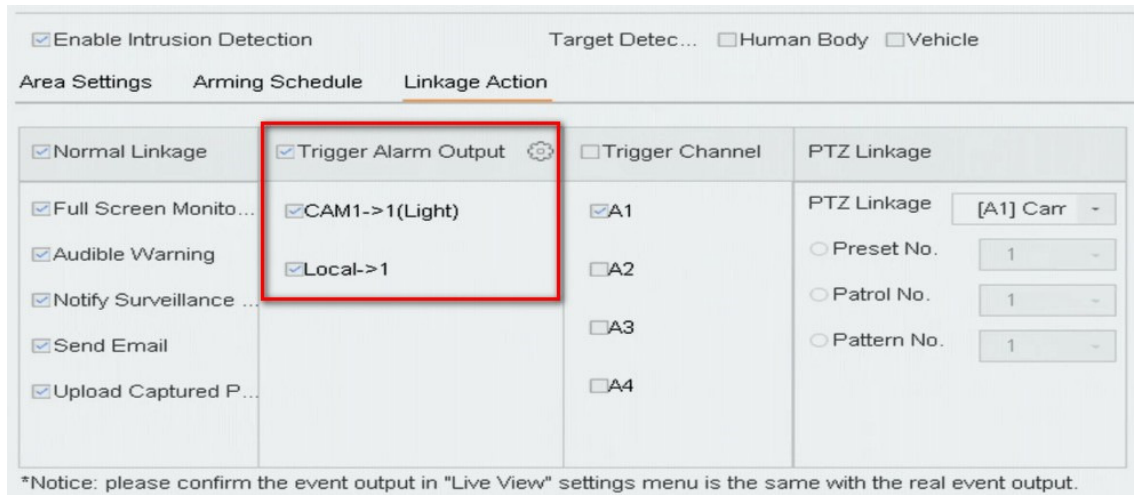 Enable Intrusion Detection Target Detec... Human Body Vehicle
Area Settings Arming Schedule Linkage Action
Normal Linkage Trigger Alarm Output Trigger Channel PTZ Linkage
Full Screen Monito... CAM1->1(Light) A1 PTZ Linkage [A1] Cam
Audible Warning Local->1 A2 Preset No. 1
Notify Surveillance ... Patrol No. 1
Send Email A3 Pattern No. 1
Upload Captured P... A4
*Notice: please confirm the event output in "Live View" settings menu is the same with the real event output.